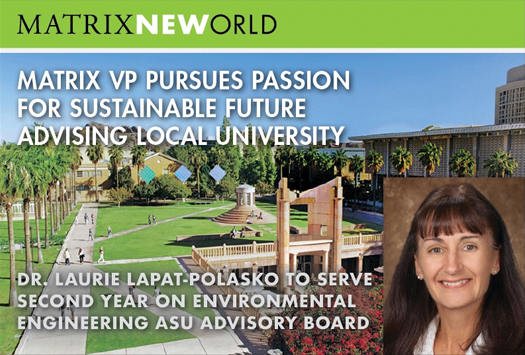 MATRIXNEWORLD
MATRIX VP PURSUES PASSION
FOR SUSTAINABLE FUTURE
ADVISING LOCAL UNIVERSITY
DR. LAURIE LAPAT-POLASKO TO SERVE
SECOND YEAR ON ENVIRONMENTAL
ENGINEERING ASU ADVISORY BOARD